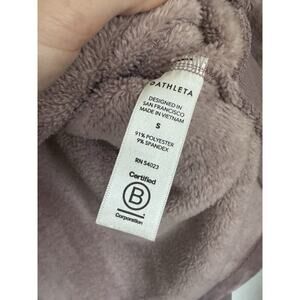 ATHLETA
DESIGNED IN
SAN FRANCISCO
MADE IN VIETNAM
S
91% POLYESTER
9% SPANDEX
RN 54023
Certified
B
Corporation